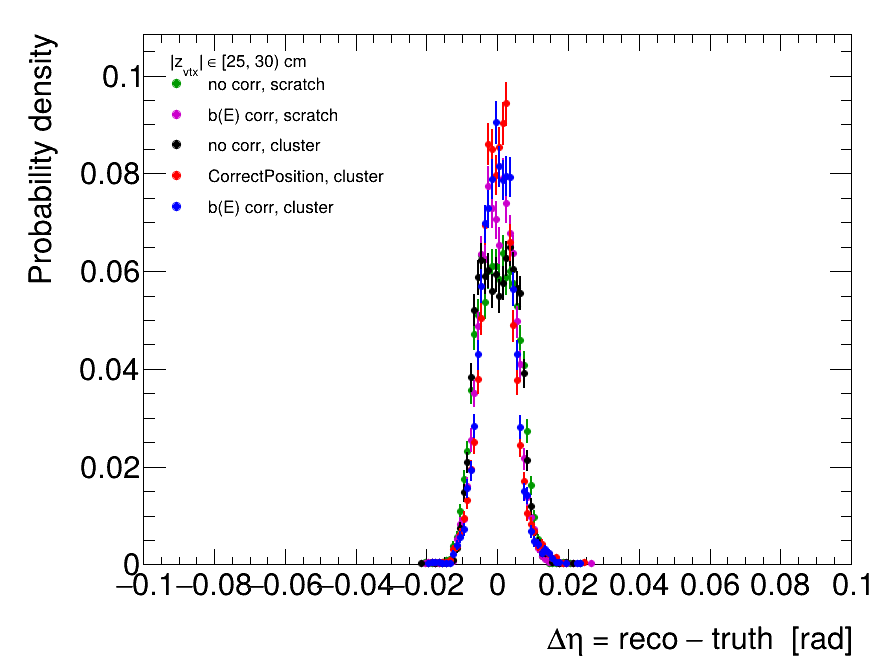 Probability density
|z_vtx| ∈ [25, 30) cm
no corr, scratch
b(E) corr, scratch
no corr, cluster
CorrectPosition, cluster
b(E) corr, cluster
0.1
0.08
0.06
0.04
0.02
0
−0.1 −0.08 −0.06 −0.04 −0.02 0 0.02 0.04 0.06 0.08 0.1
Δη = reco − truth [rad]